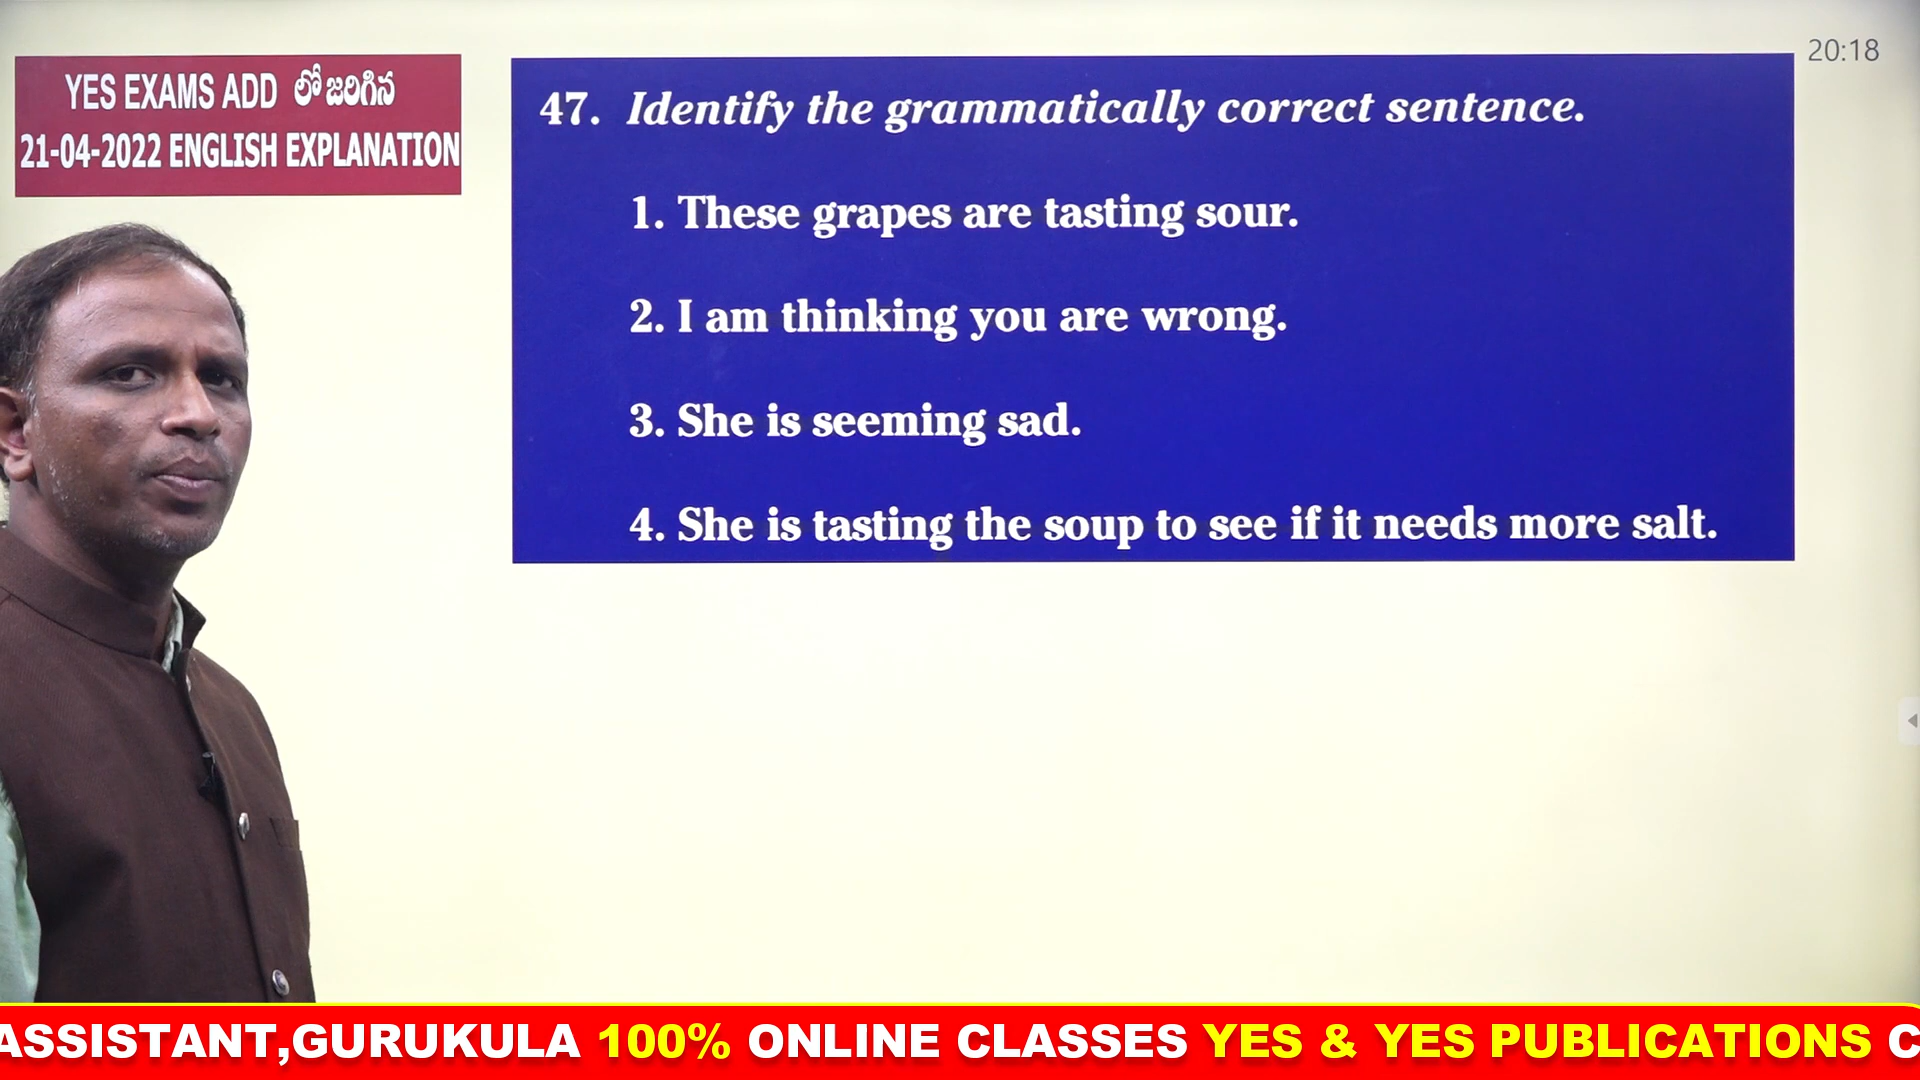 YES EXAMS ADD లో జరిగిన
21-04-2022 ENGLISH EXPLANATION
20:18
47. Identify the grammatically correct sentence.
1. These grapes are tasting sour.
2. I am thinking you are wrong.
3. She is seeming sad.
4. She is tasting the soup to see if it needs more salt.
ASSISTANT,GURUKULA 100% ONLINE CLASSES YES & YES PUBLICATIONS C